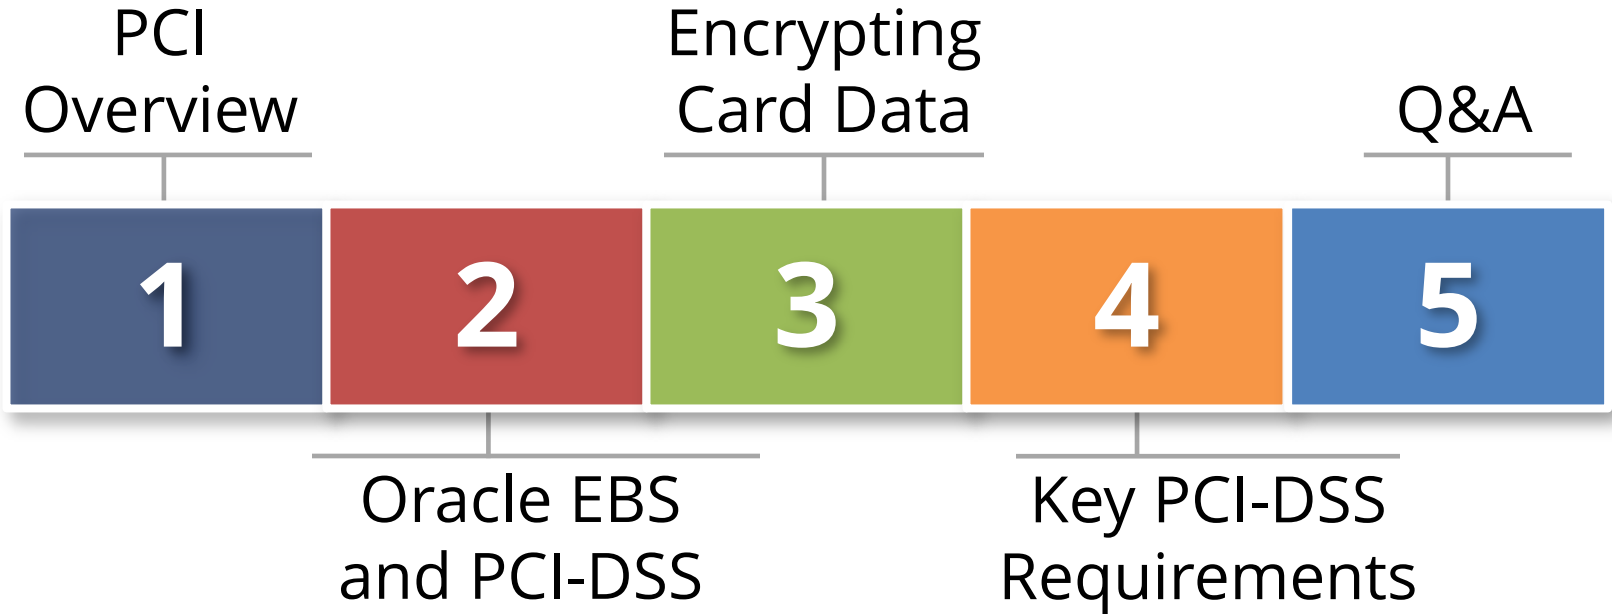 PCI
Overview
Encrypting
Card Data
Q&A
1
2
3
4
5
Oracle EBS
and PCI-DSS
Key PCI-DSS
Requirements